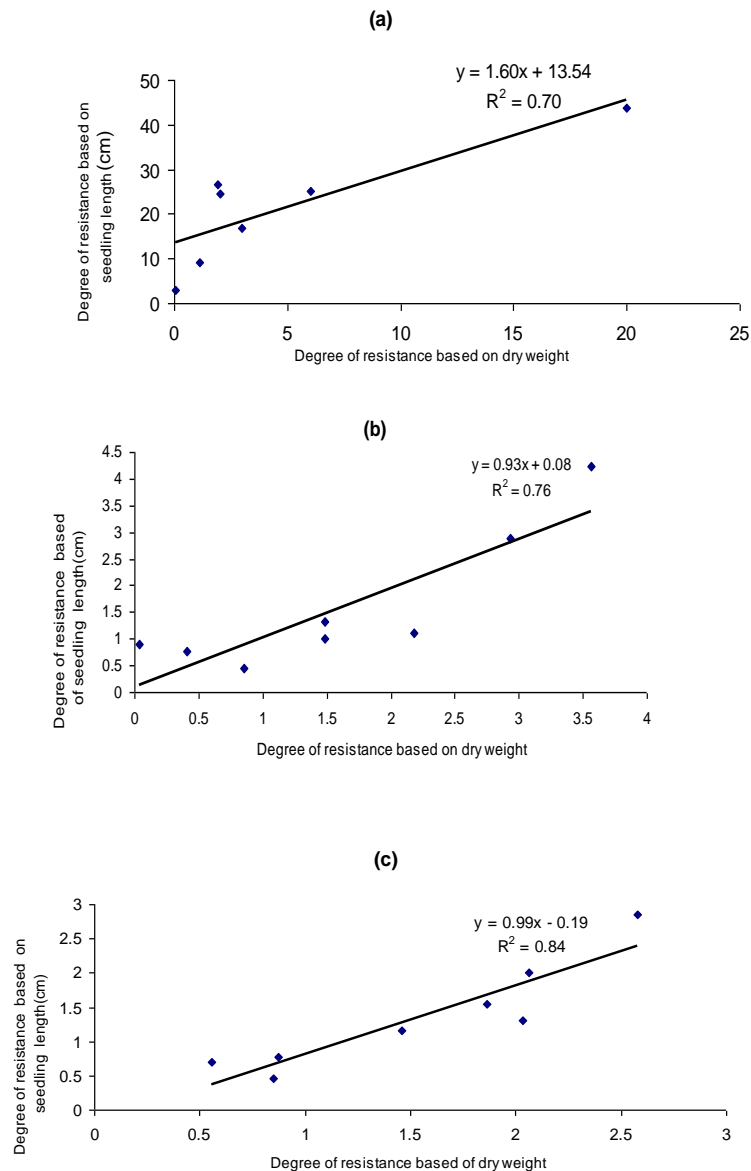 (a)
y = 1.60x + 13.54
R² = 0.70
Degree of resistance based on
seedling length (cm)
50
40
30
20
10
0
0 5 10 15 20 25
Degree of resistance based on dry weight
(b)
y = 0.93x + 0.08
R² = 0.76
Degree of resistance based
of seedling length(cm)
4.5
4
3.5
3
2.5
2
1.5
1
0.5
0
0 0.5 1 1.5 2 2.5 3 3.5 4
Degree of resistance based on dry weight
(c)
y = 0.99x - 0.19
R² = 0.84
Degree of resistance based on
seedling length(cm)
3
2.5
2
1.5
1
0.5
0
0 0.5 1 1.5 2 2.5 3
Degree of resistance based of dry weight